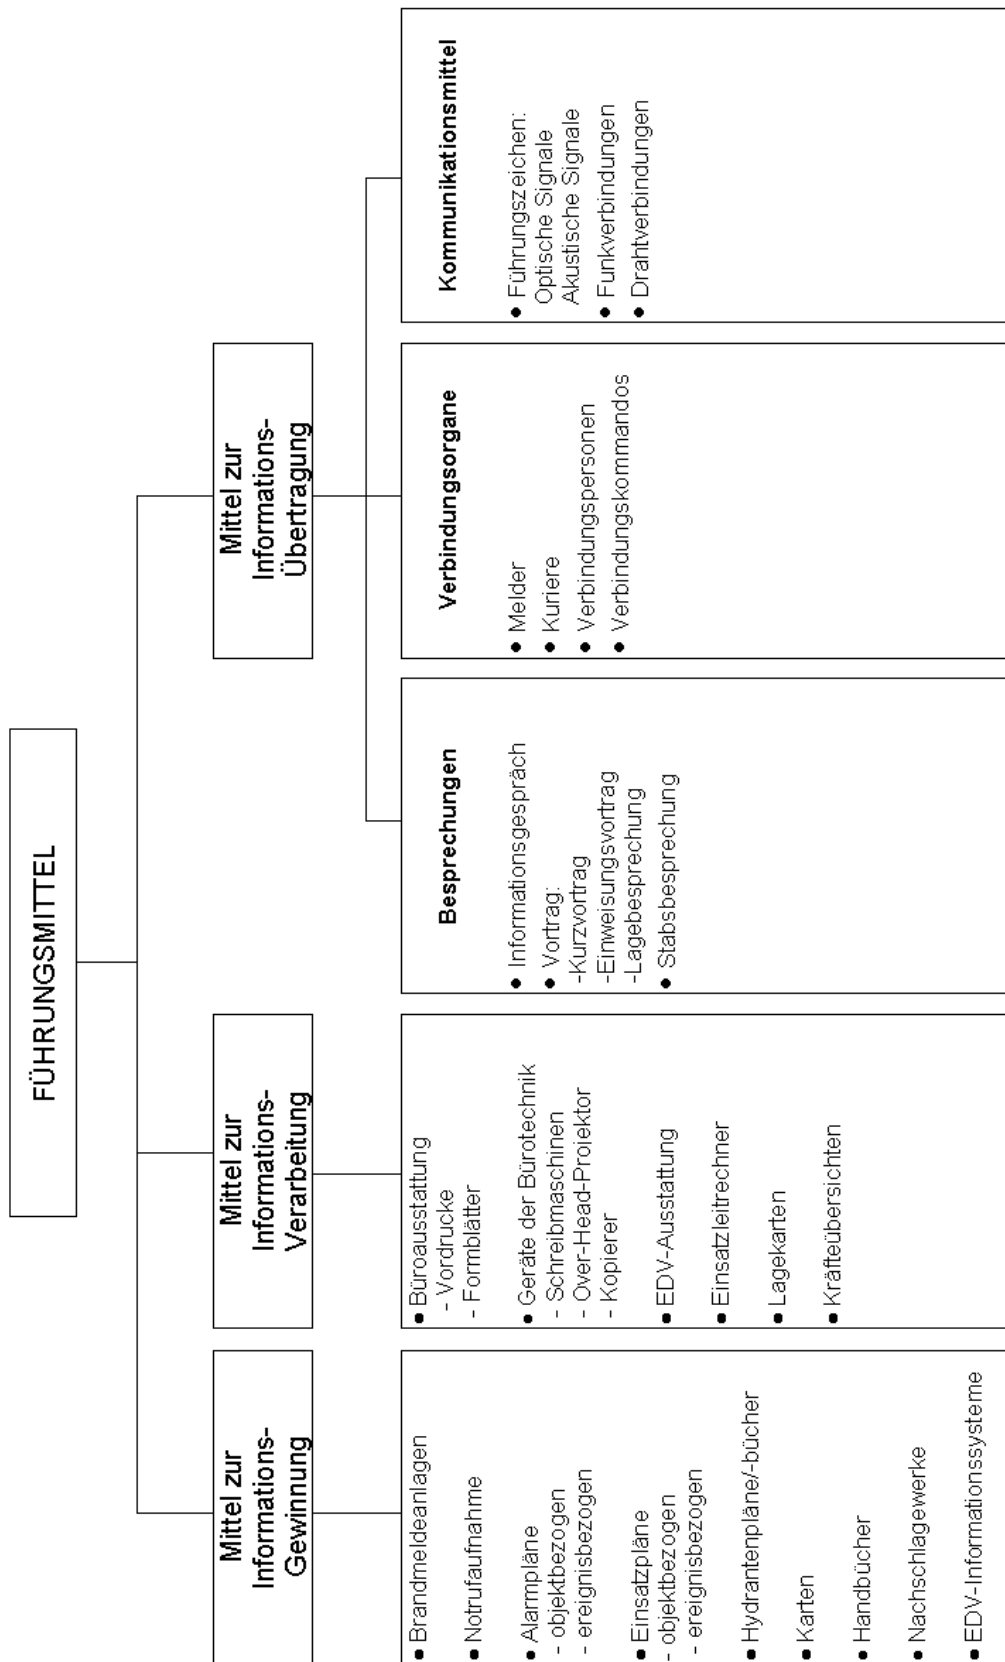 FÜHRUNGSMITTEL
Mittel zur
Informations-
Gewinnung
● Brandmeldeanlagen
● Notrufaufnahme
● Alarmpläne
- objektbezogen
- ereignisbezogen
● Einsatzpläne
- objektbezogen
- ereignisbezogen
● Hydrantenpläne/-bücher
● Karten
● Handbücher
● Nachschlagewerke
● EDV-Informationssysteme
Mittel zur
Informations-
Verarbeitung
● Büroausstattung
- Vordrucke
- Formblätter
● Geräte der Bürotechnik
- Schreibmaschinen
- Over-Head-Projektor
- Kopierer
● EDV-Ausstattung
● Einsatzleitrechner
● Lagekarten
● Kräfteübersichten
Mittel zur
Informations-
Übertragung
Besprechungen
● Informationsgespräch
● Vortrag:
-Kurzvortrag
-Einweisungsvortrag
-Lagebesprechung
● Stabsbesprechung
Verbindungsorgane
● Melder
● Kuriere
● Verbindungspersonen
● Verbindungskommandos
Kommunikationsmittel
● Führungszeichen:
Optische Signale
Akustische Signale
● Funkverbindungen
● Drahtverbindungen